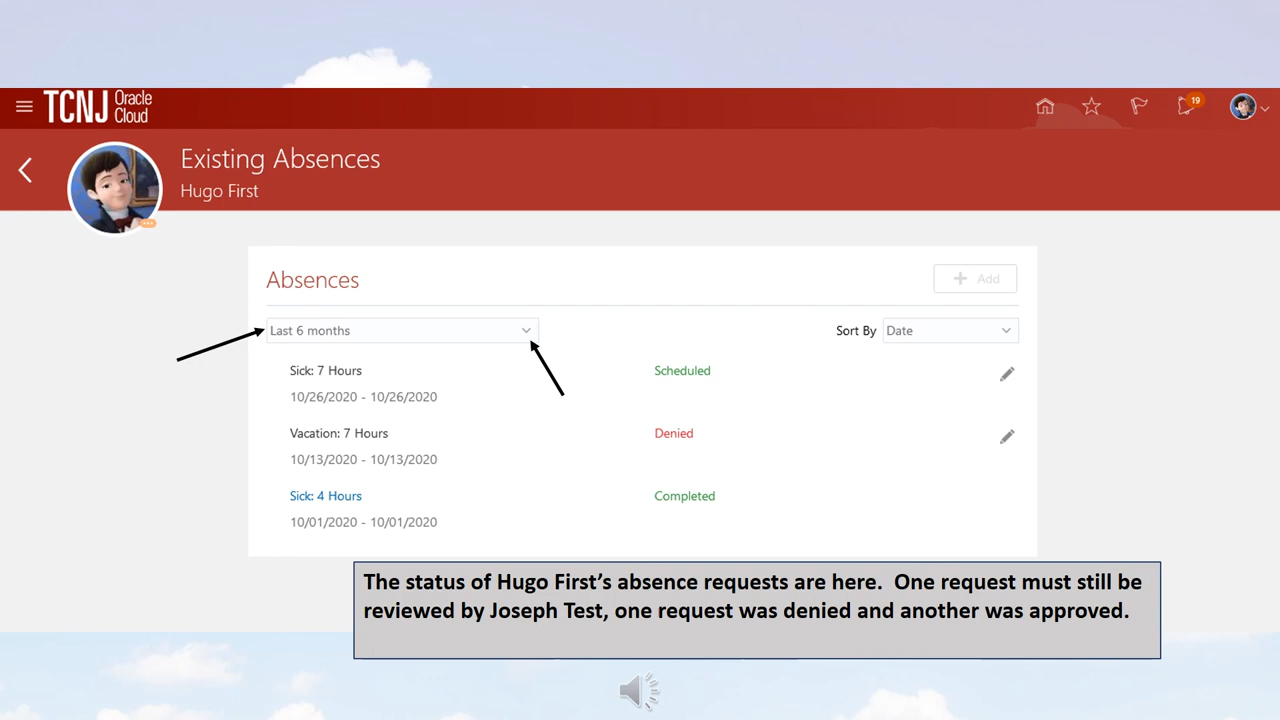 TCNJ Oracle Cloud
19
Existing Absences
Hugo First
Absences
Add
Last 6 months
Sort By Date
Sick: 7 Hours Scheduled
10/26/2020 - 10/26/2020
Vacation: 7 Hours Denied
10/13/2020 - 10/13/2020
Sick: 4 Hours Completed
10/01/2020 - 10/01/2020
The status of Hugo First’s absence requests are here.  One request must still be
reviewed by Joseph Test, one request was denied and another was approved.